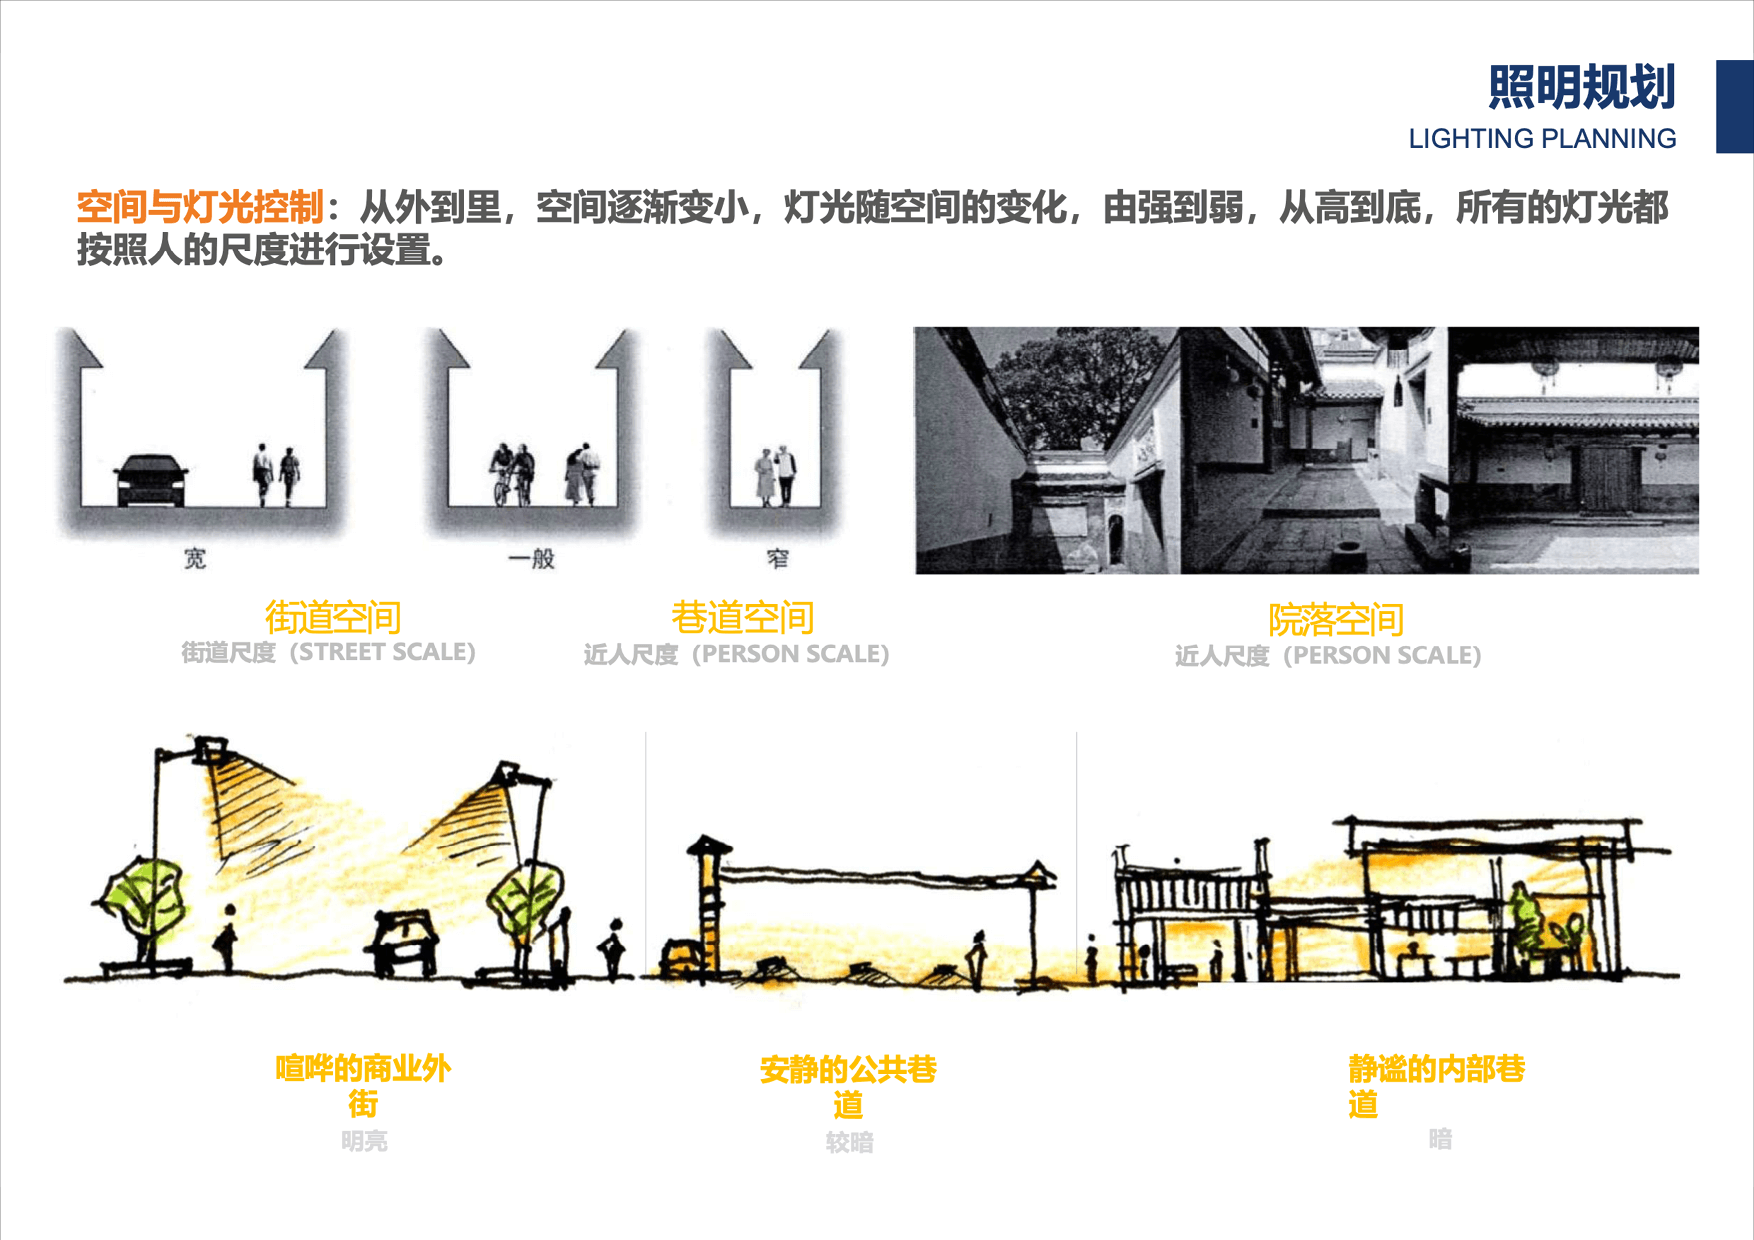 照明规划
LIGHTING PLANNING
空间与灯光控制：从外到里，空间逐渐变小，灯光随空间的变化，由强到弱，从高到底，所有的灯光都
按照人的尺度进行设置。
宽
一般
窄
街道空间
街道尺度（STREET SCALE）
巷道空间
近人尺度（PERSON SCALE）
院落空间
近人尺度（PERSON SCALE）
喧哗的商业外
街
明亮
安静的公共巷
道
较暗
静谧的内部巷
道
暗